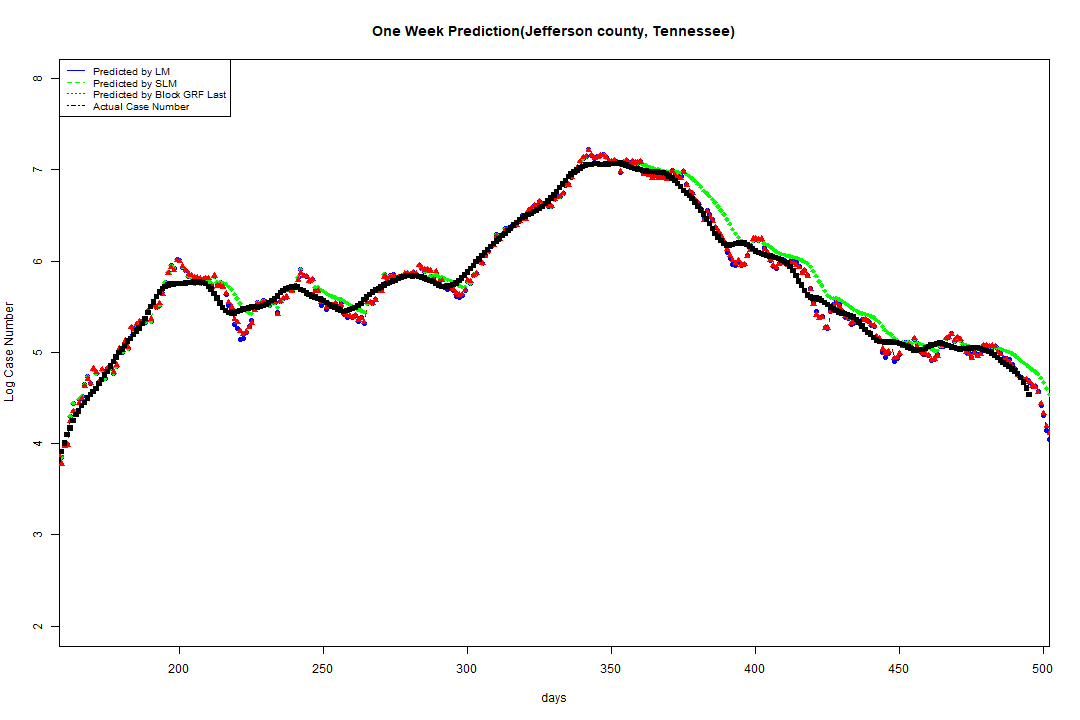 One Week Prediction(Jefferson county, Tennessee)
Predicted by LM
Predicted by SLM
Predicted by Block GRF Last
Actual Case Number
8
7
6
5
4
3
2
Log Case Number
200 250 300 350 400 450 500
days